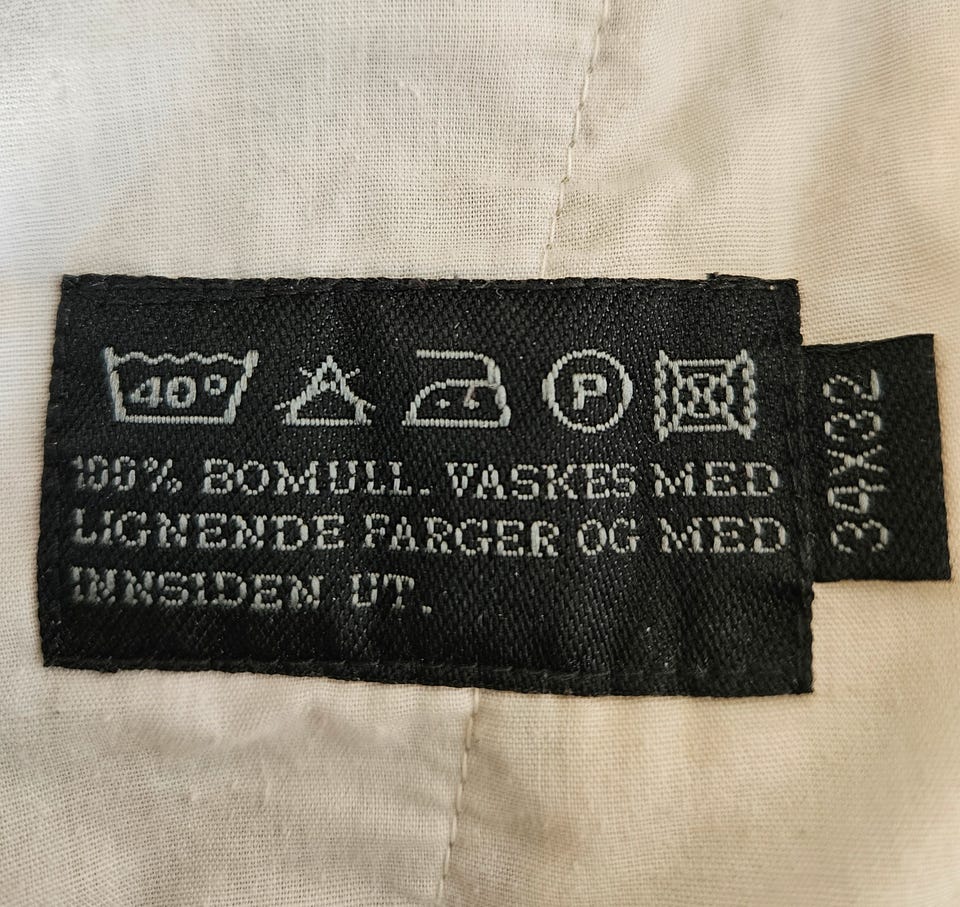 40°
P
100% BOMULL. VASKES MED
LIGNENDE FARGER OG MED
INNSIDEN UT.
34X32